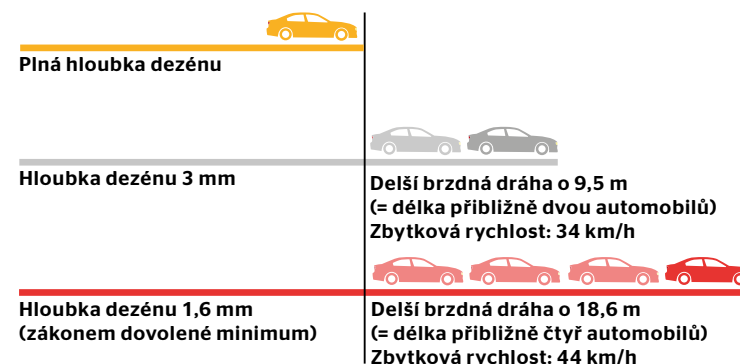 Plná hloubka dezénu
Hloubka dezénu 3 mm
Delší brzdná dráha o 9,5 m
(= délka přibližně dvou automobilů)
Zbytková rychlost: 34 km/h
Hloubka dezénu 1,6 mm
(zákonem dovolené minimum)
Delší brzdná dráha o 18,6 m
(= délka přibližně čtyř automobilů)
Zbytková rychlost: 44 km/h